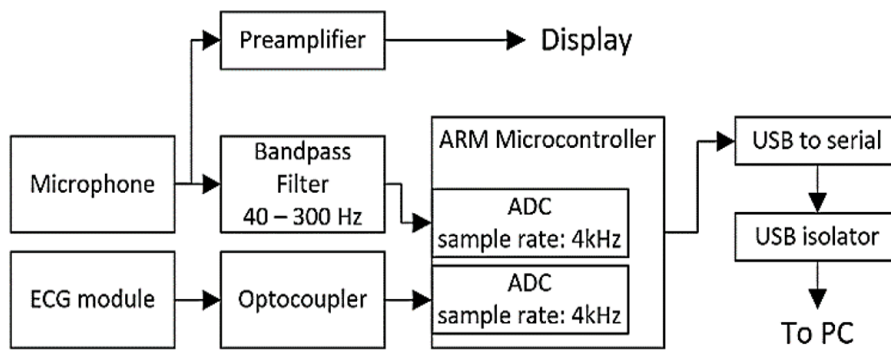 Preamplifier
Display
Microphone
Bandpass
Filter
40 – 300 Hz
ARM Microcontroller
ADC
sample rate: 4kHz
USB to serial
USB isolator
To PC
ECG module
Optocoupler
ADC
sample rate: 4kHz